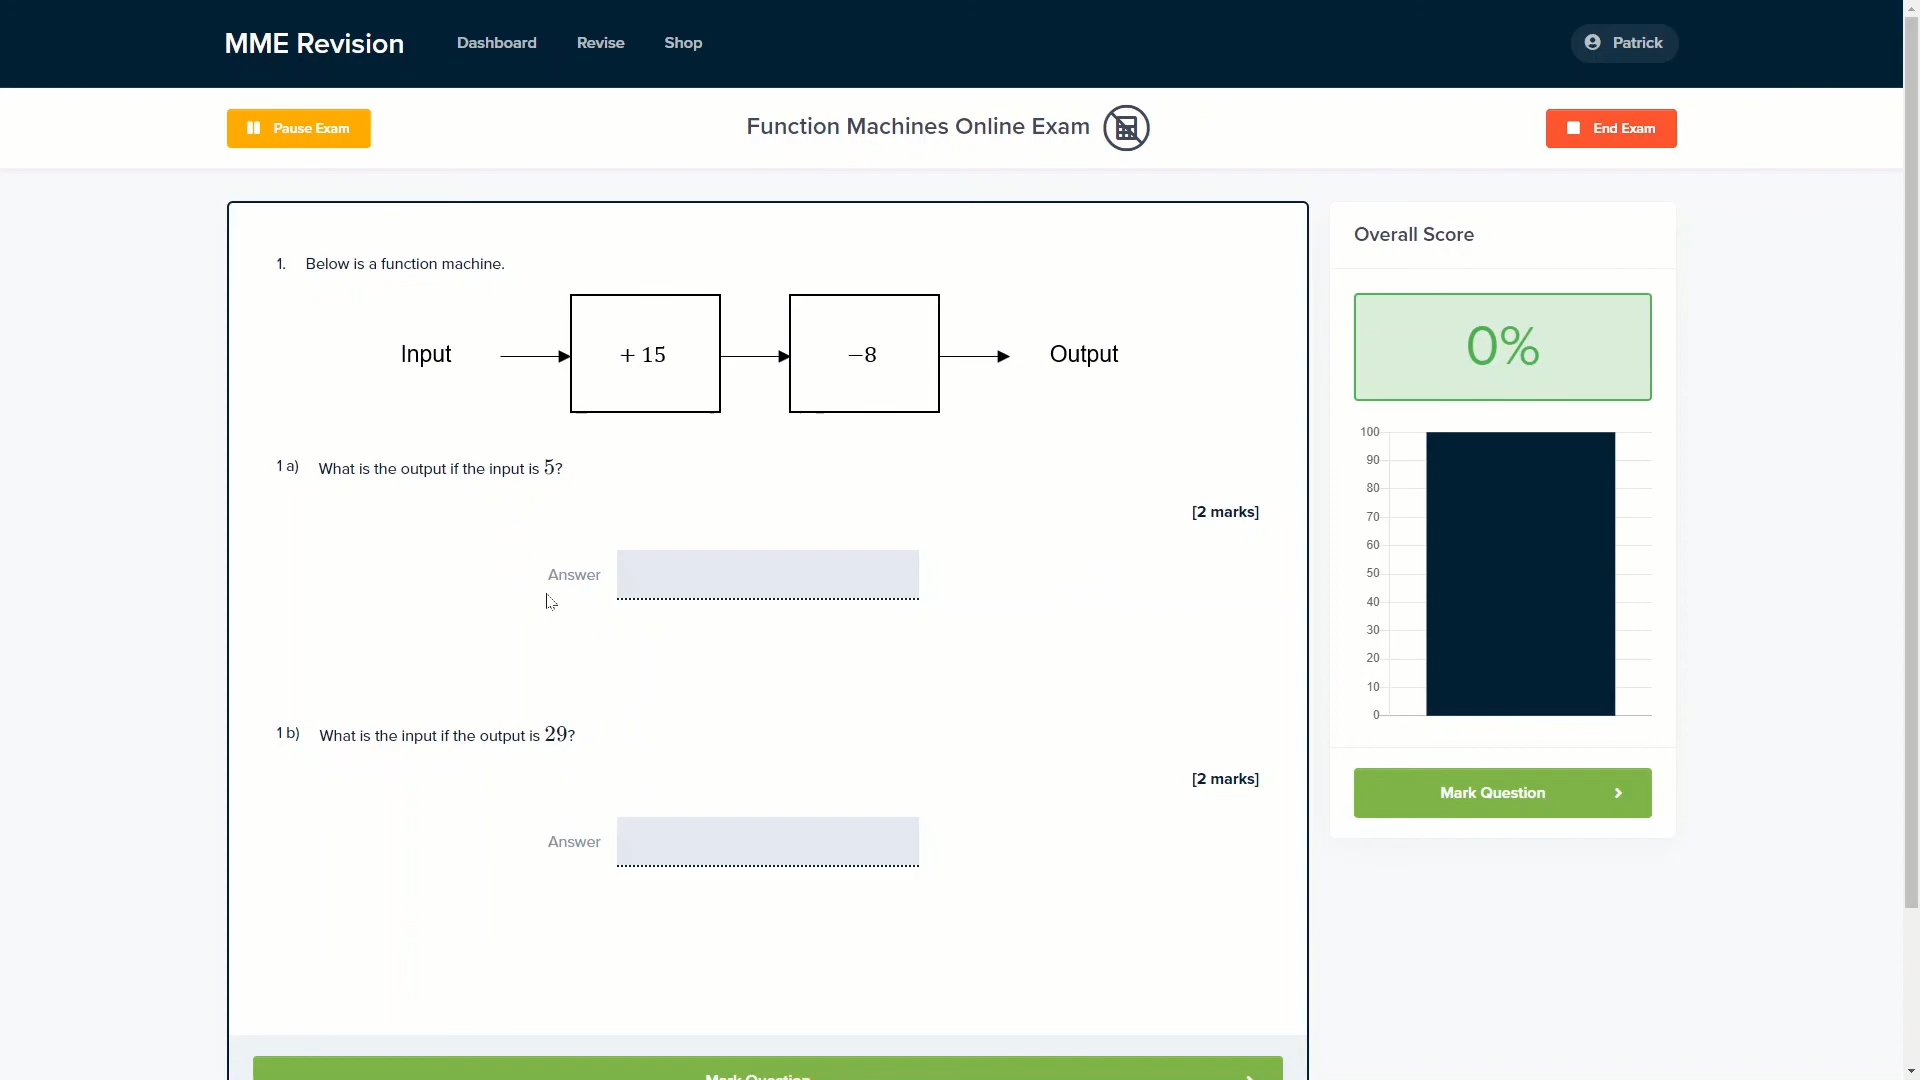 MME Revision Dashboard Revise Shop Patrick
Pause Exam Function Machines Online Exam End Exam
1. Below is a function machine.
Input + 15 −8 Output
1 a) What is the output if the input is 5?
[2 marks]
Answer
1 b) What is the input if the output is 29?
[2 marks]
Answer
Mark Question
Overall Score
0%
100
90
80
70
60
50
40
30
20
10
0
Mark Question